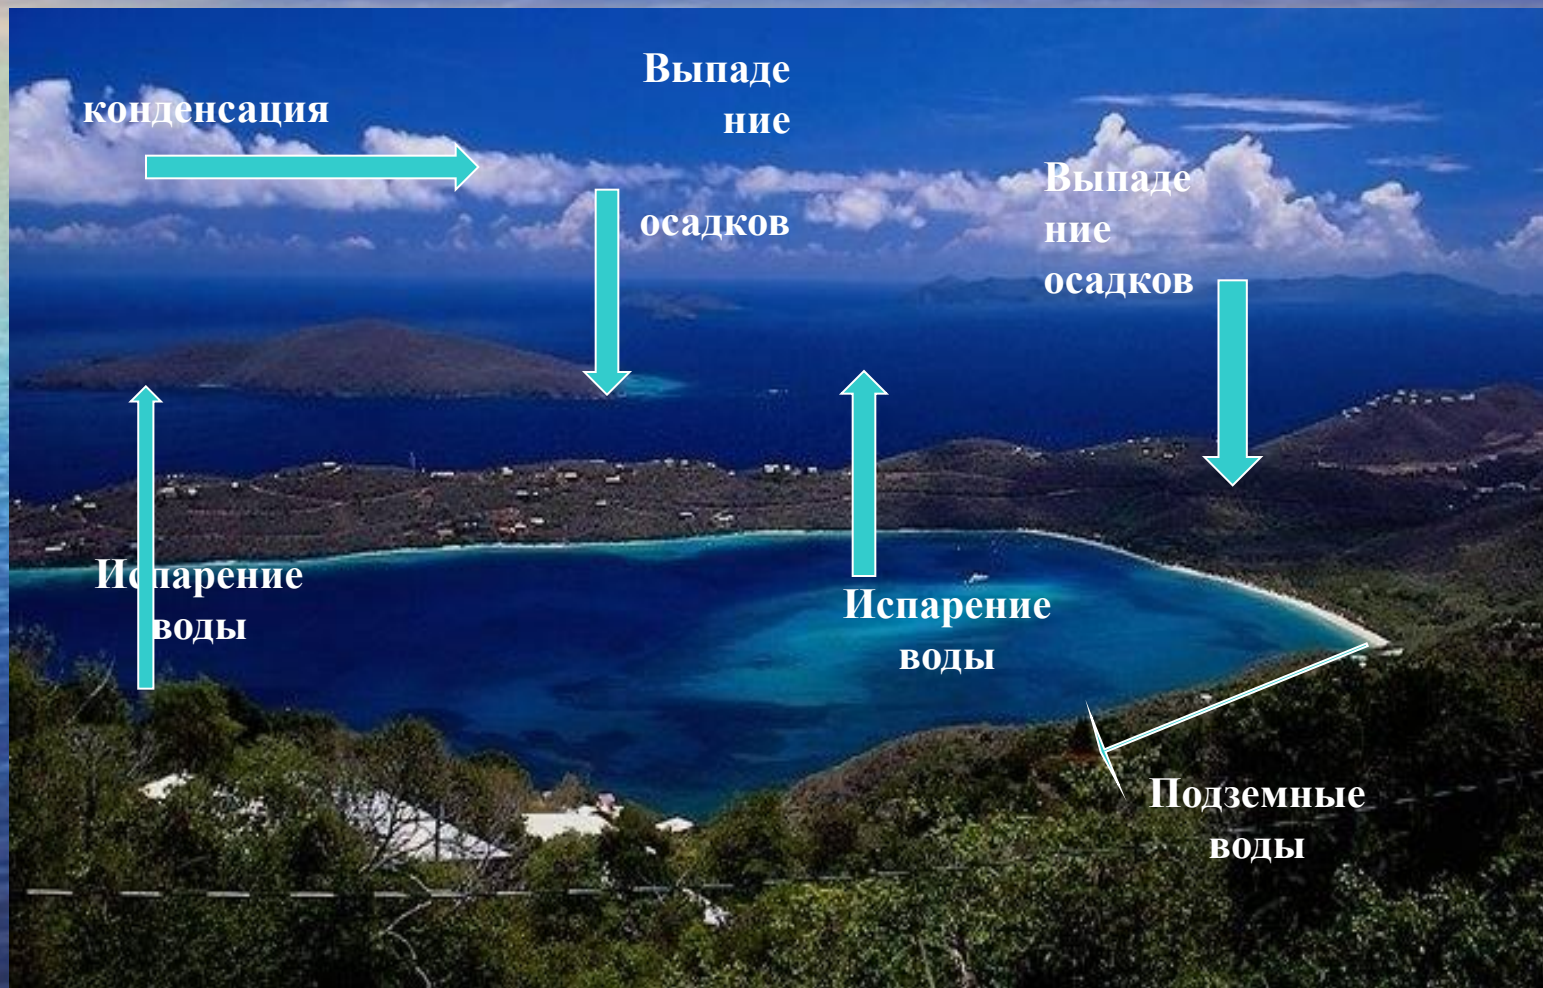 конденсация
Выпаде
ние
осадков
Выпаде
ние
осадков
Испарение
воды
Испарение
воды
Подземные
воды